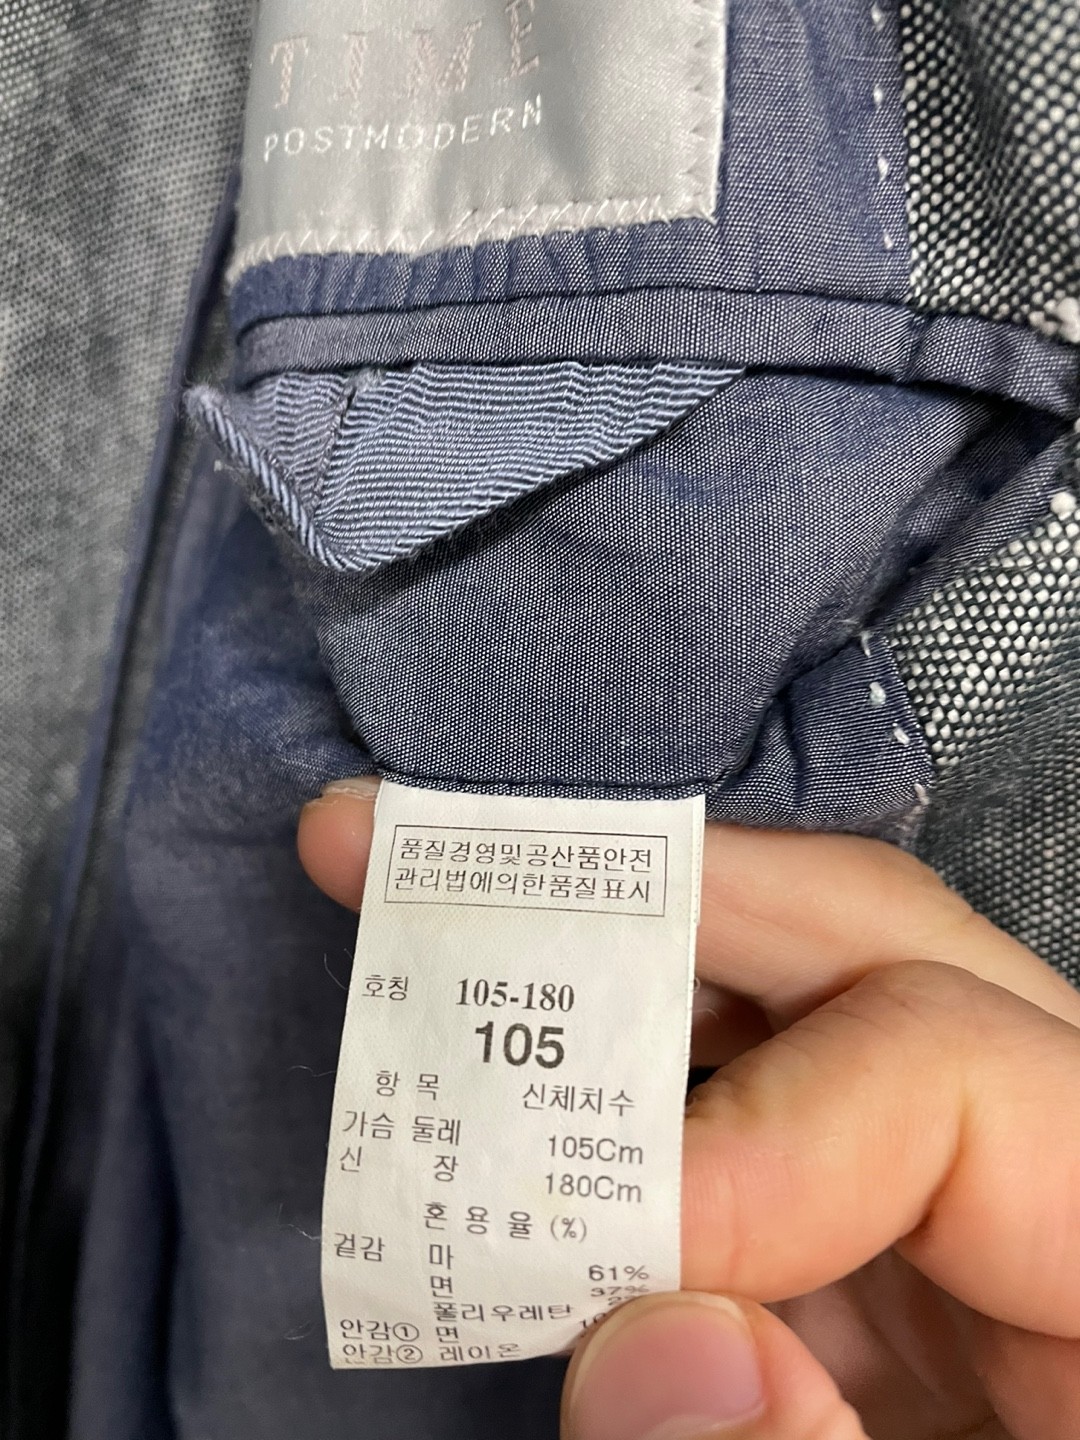 TIME
POSTMODERN
품질경영및공산품안전
관리법에의한품질표시
호칭 105-180
105
항 목 신체치수
가슴 둘레 105Cm
신 장 180Cm
혼 용 율 (%)
겉감 마 61%
면 37%
폴리우레탄
안감① 면
안감② 레이온